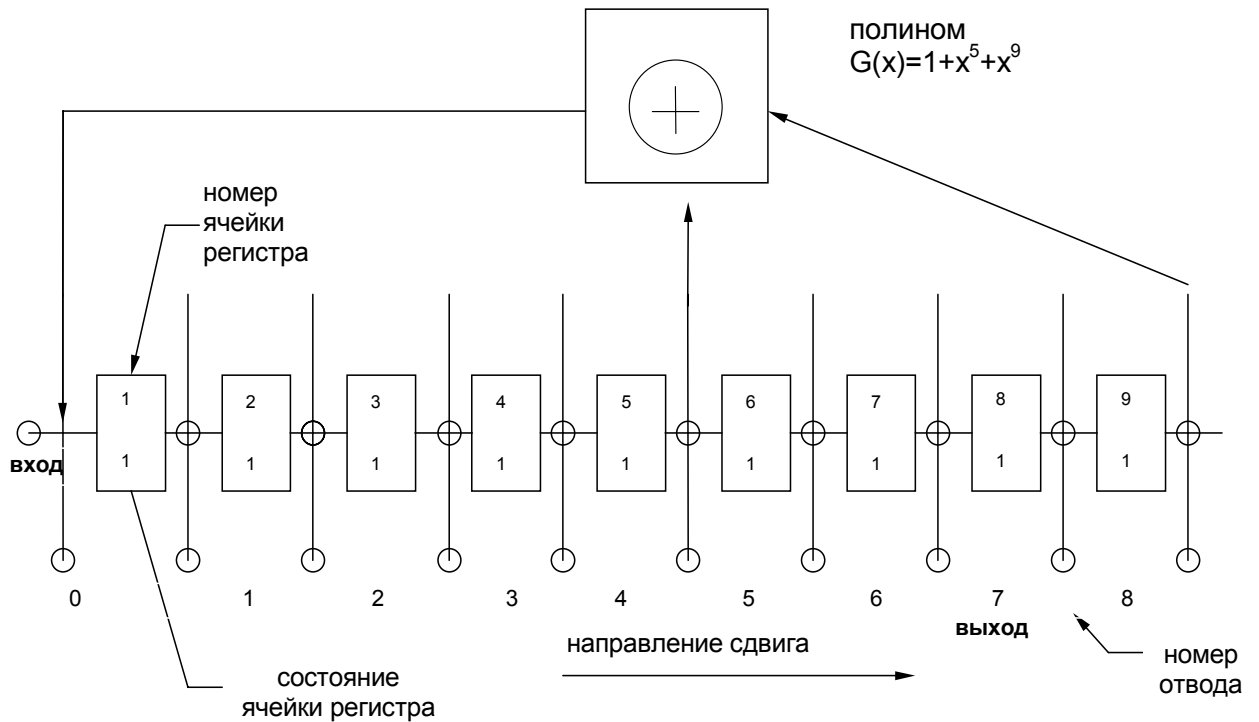 полином
G(x)=1+x⁵+x⁹
номер
ячейки
регистра
1 2 3 4 5 6 7 8 9
вход
1 1 1 1 1 1 1 1 1
0 1 2 3 4 5 6 7 8
выход
направление сдвига
номер
отвода
состояние
ячейки регистра